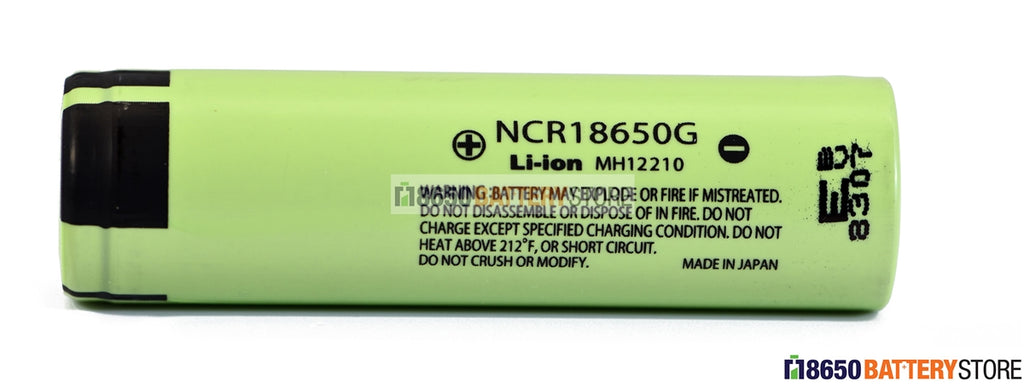 NCR18650G
Li-ion MH12210
WARNING: BATTERY MAY EXPLODE OR FIRE IF MISTREATED.
DO NOT DISASSEMBLE OR DISPOSE OF IN FIRE. DO NOT
CHARGE EXCEPT SPECIFIED CHARGING CONDITION. DO NOT
HEAT ABOVE 212°F, OR SHORT CIRCUIT.
DO NOT CRUSH OR MODIFY.
MADE IN JAPAN
18650 BATTERYSTORE
E
8307
18650BATTERYSTORE